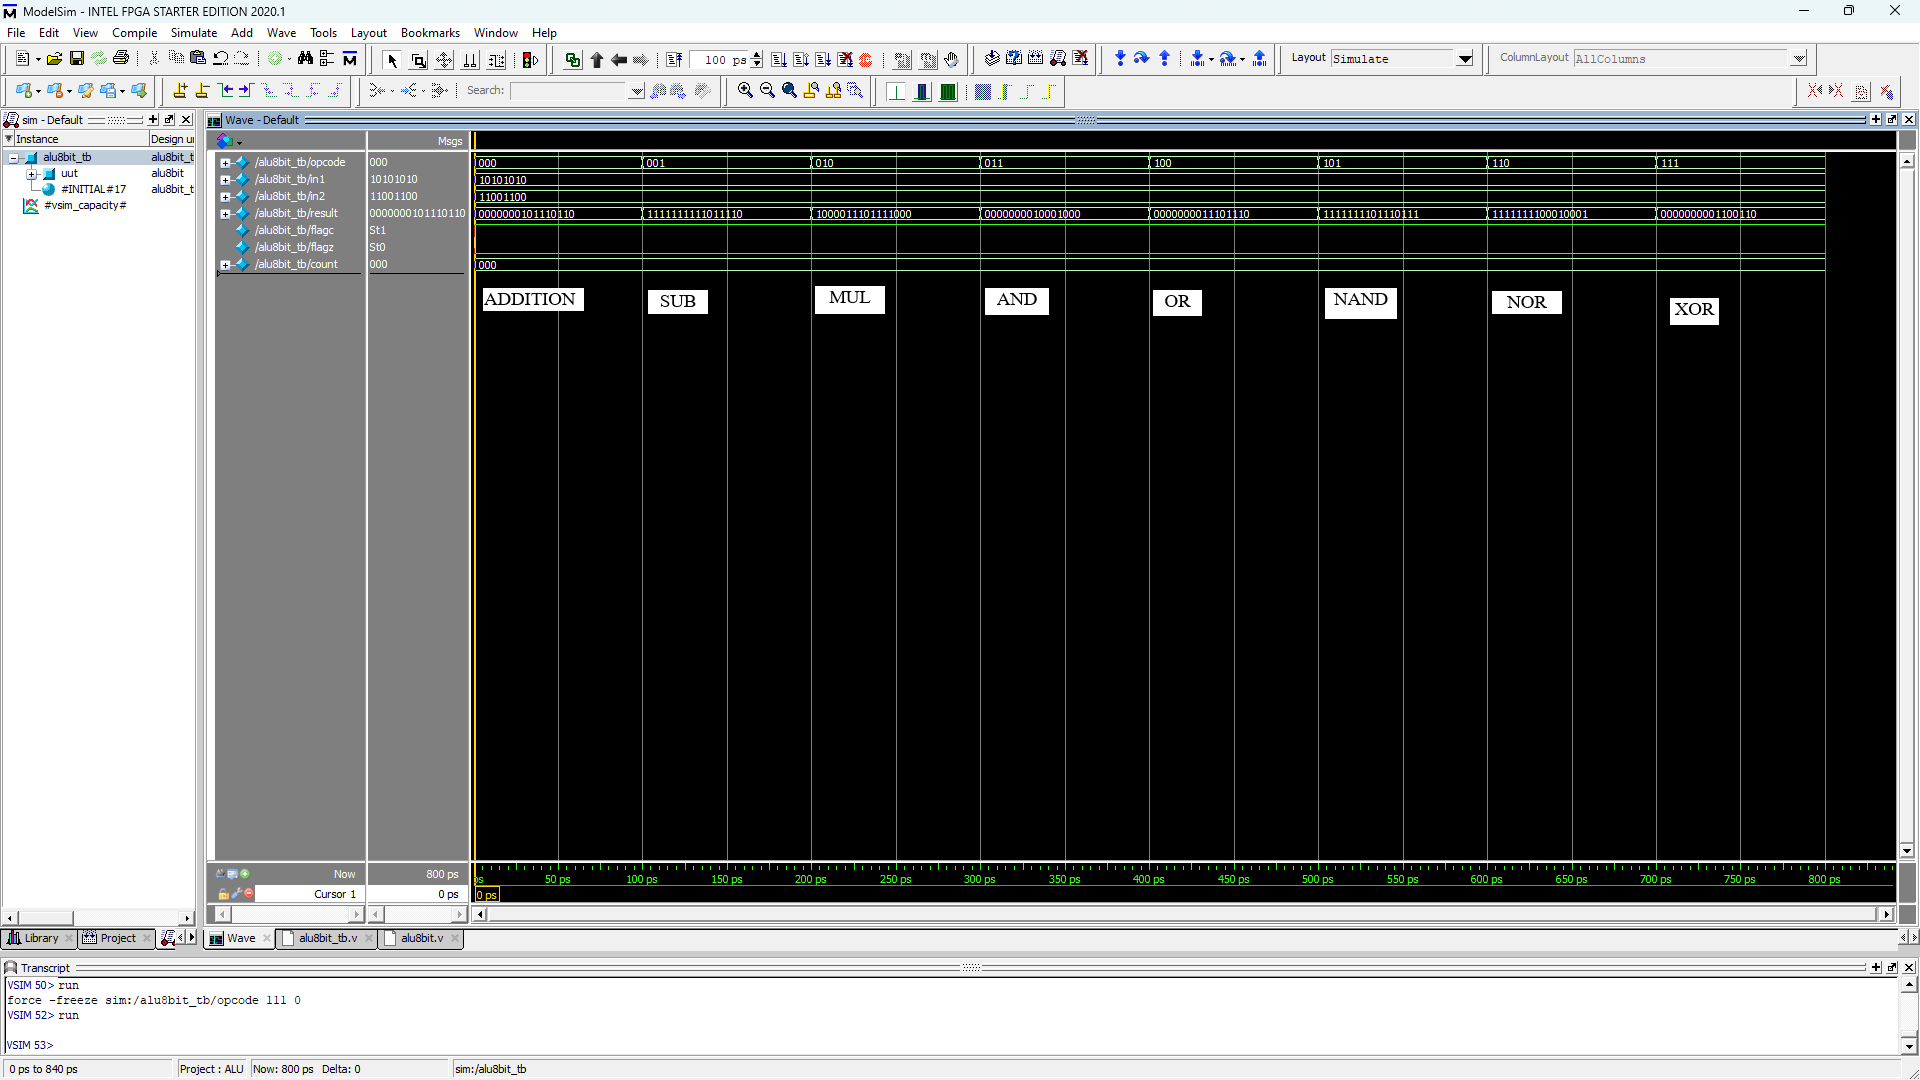 ModelSim - INTEL FPGA STARTER EDITION 2020.1
File Edit View Compile Simulate Add Wave Tools Layout Bookmarks Window Help
100 ps
Layout Simulate
ColumnLayout AllColumns
Search:
sim - Default
Instance Design u
alu8bit_tb alu8bit_t
uut alu8bit
#INITIAL#17 alu8bit_t
#vsim_capacity#
Wave - Default
Msgs
/alu8bit_tb/opcode 000 000 001 010 011 100 101 110 111
/alu8bit_tb/in1 10101010 10101010
/alu8bit_tb/in2 11001100 11001100
/alu8bit_tb/result 0000000101110110 0000000101110110 1111111111011110 1000011101111000 0000000010001000 0000000011101110 1111111101110111 1111111100010001 0000000001100110
/alu8bit_tb/flagc St1
/alu8bit_tb/flagz St0
/alu8bit_tb/count 000 000
ADDITION SUB MUL AND OR NAND NOR XOR
Now 800 ps
ps 50 ps 100 ps 150 ps 200 ps 250 ps 300 ps 350 ps 400 ps 450 ps 500 ps 550 ps 600 ps 650 ps 700 ps 750 ps 800 ps
Cursor 1 0 ps 0 ps
Library Project
Wave alu8bit_tb.v alu8bit.v
Transcript
VSIM 50> run
force -freeze sim:/alu8bit_tb/opcode 111 0
VSIM 52> run
VSIM 53>
0 ps to 840 ps Project : ALU Now: 800 ps Delta: 0 sim:/alu8bit_tb